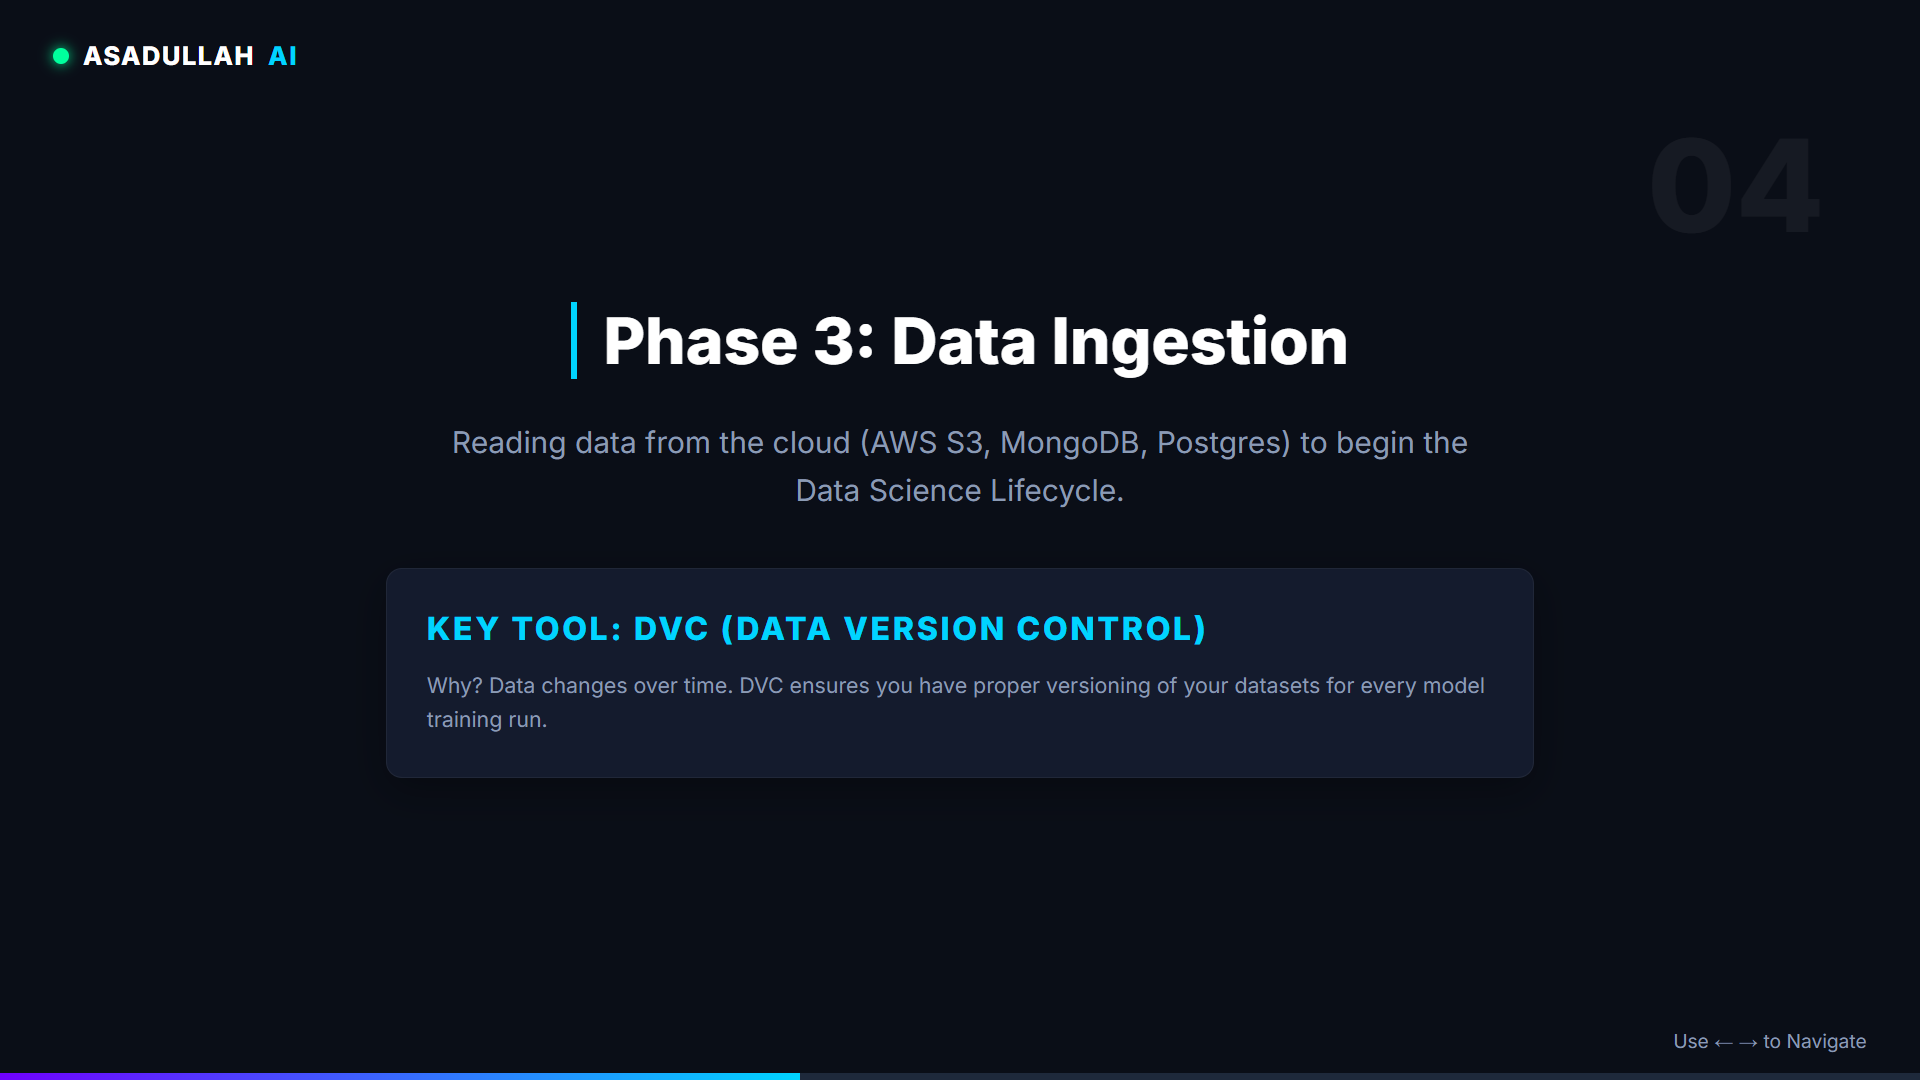 ASADULLAH AI
04
Phase 3: Data Ingestion
Reading data from the cloud (AWS S3, MongoDB, Postgres) to begin the
Data Science Lifecycle.
KEY TOOL: DVC (DATA VERSION CONTROL)
Why? Data changes over time. DVC ensures you have proper versioning of your datasets for every model
training run.
Use ← → to Navigate